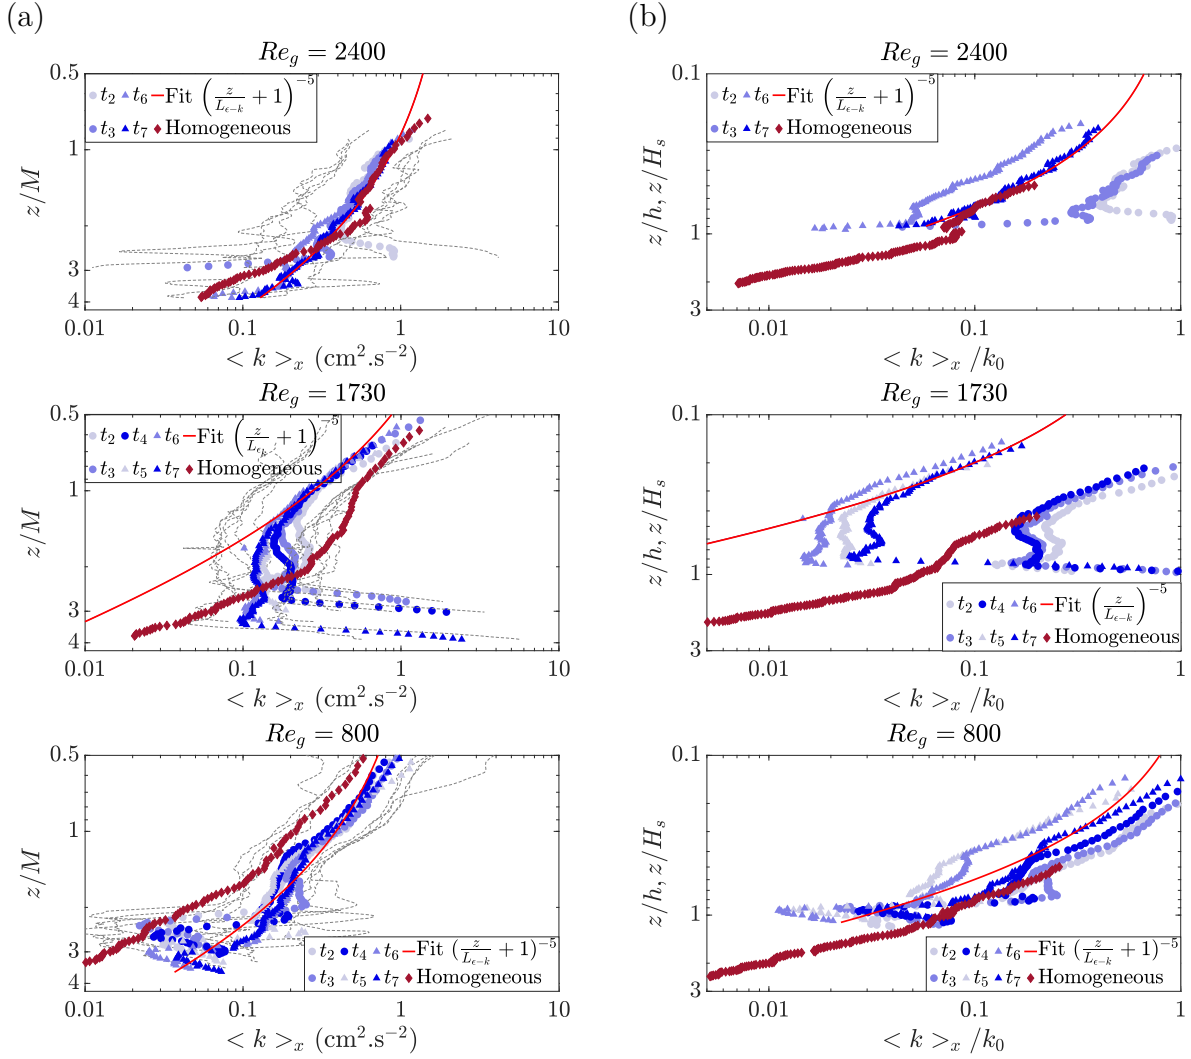 (a)
(b)
Re_g = 2400
0.5
1
3
4
z/M
t_2 t_6 Fit (z/L_{ϵ−k} + 1)^{−5}
t_3 t_7 Homogeneous
0.01 0.1 1 10
< k >_x (cm².s⁻²)
Re_g = 2400
0.1
1
3
z/h, z/H_s
t_2 t_6 Fit (z/L_{ϵ−k} + 1)^{−5}
t_3 t_7 Homogeneous
0.01 0.1 1
< k >_x /k_0
Re_g = 1730
0.5
1
3
4
z/M
t_2 t_4 t_6 Fit (z/L_{ϵ_k} + 1)^{−5}
t_3 t_5 t_7 Homogeneous
0.01 0.1 1 10
< k >_x (cm².s⁻²)
Re_g = 1730
0.1
1
3
z/h, z/H_s
t_2 t_4 t_6 Fit (z/L_{ϵ−k})^{−5}
t_3 t_5 t_7 Homogeneous
0.01 0.1 1
< k >_x /k_0
Re_g = 800
0.5
1
3
4
z/M
t_2 t_4 t_6 Fit (z/L_{ϵ−k} + 1)^{−5}
t_3 t_5 t_7 Homogeneous
0.01 0.1 1 10
< k >_x (cm².s⁻²)
Re_g = 800
0.1
1
3
z/h, z/H_s
t_2 t_4 t_6 Fit (z/L_{ϵ−k} + 1)^{−5}
t_3 t_5 t_7 Homogeneous
0.01 0.1 1
< k >_x /k_0